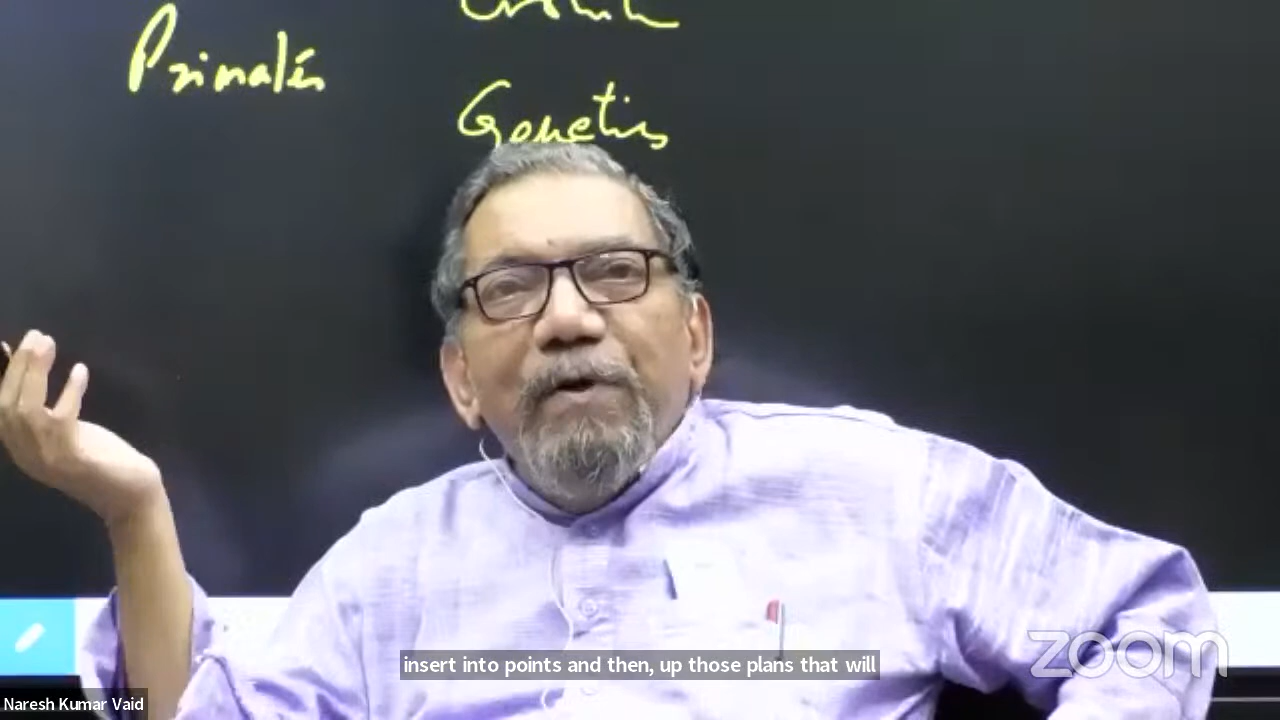 Primates
Genetics
insert into points and then, up those plans that will
zoom
Naresh Kumar Vaid